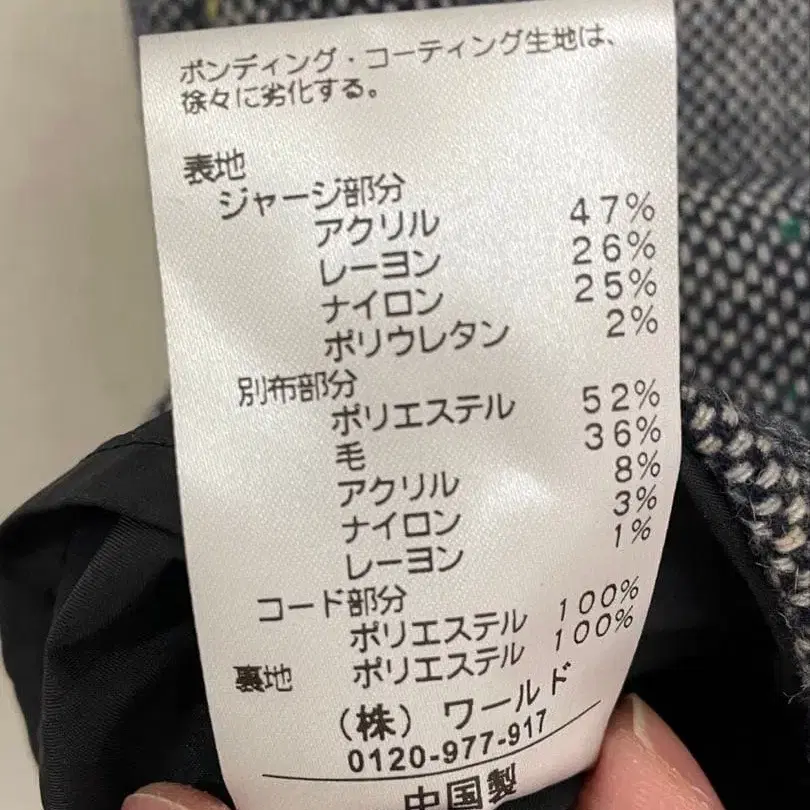 ボンディング・コーティング生地は、
徐々に劣化する。
表地
ジャージ部分
アクリル 47%
レーヨン 26%
ナイロン 25%
ポリウレタン 2%
別布部分
ポリエステル 52%
毛 36%
アクリル 8%
ナイロン 3%
レーヨン 1%
コード部分
ポリエステル 100%
裏地 ポリエステル 100%
(株) ワールド
0120-977-917
中国製